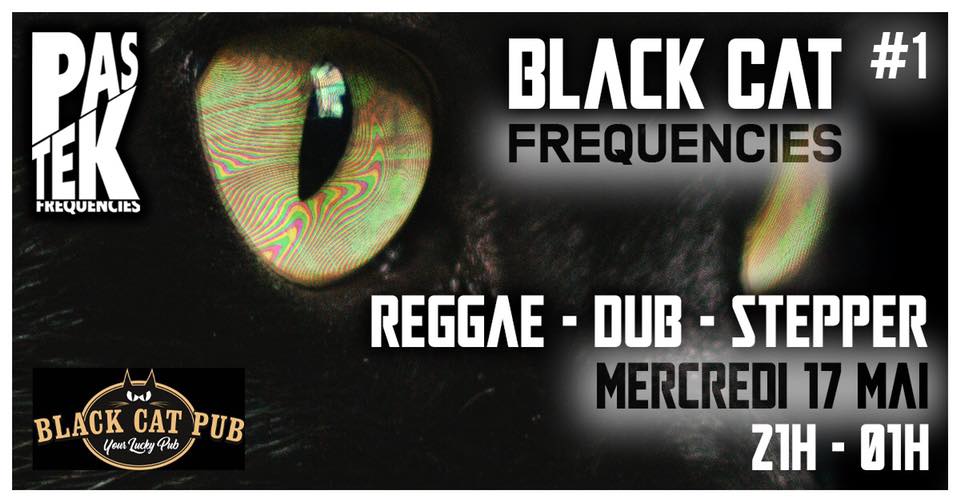 PAS
TEK
FREQUENCIES
BLACK CAT #1
FREQUENCIES
REGGAE - DUB - STEPPER
MERCREDI 17 MAI
21H - 01H
BLACK CAT PUB
Your Lucky Pub